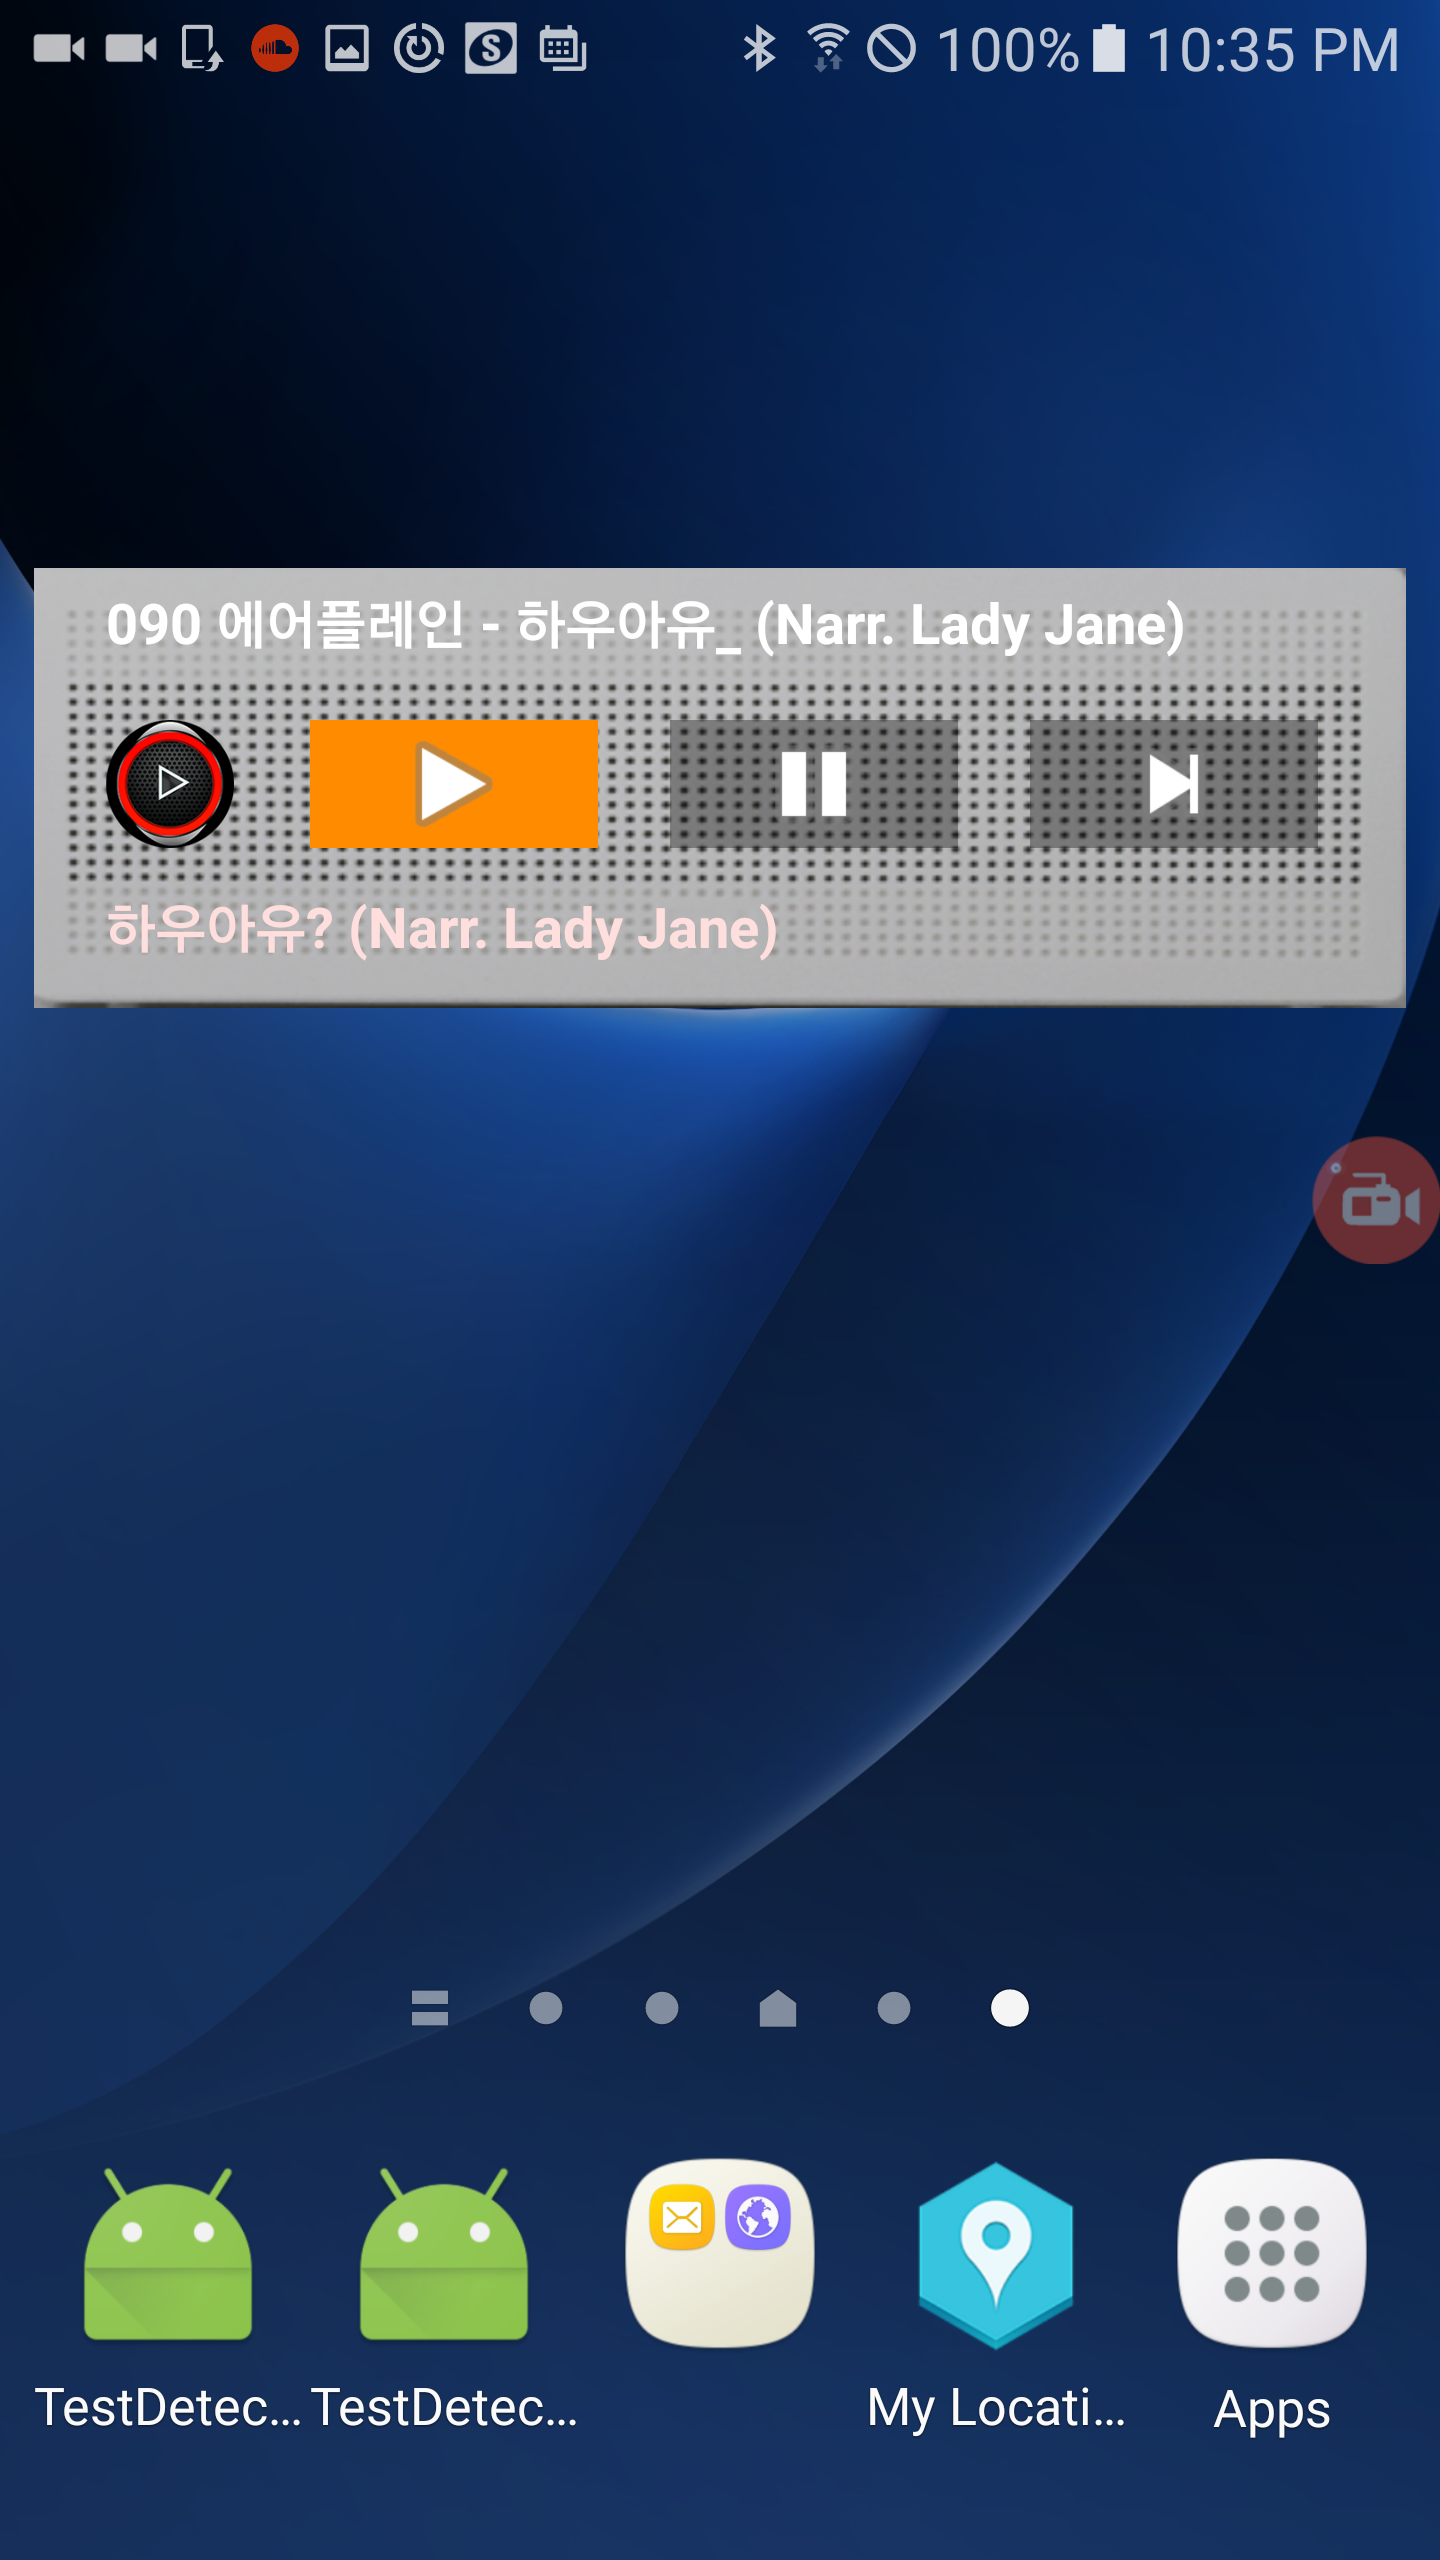 100% 10:35 PM
090 에어플레인 - 하우아유_ (Narr. Lady Jane)
하우아유? (Narr. Lady Jane)
TestDetec... TestDetec... My Locati... Apps